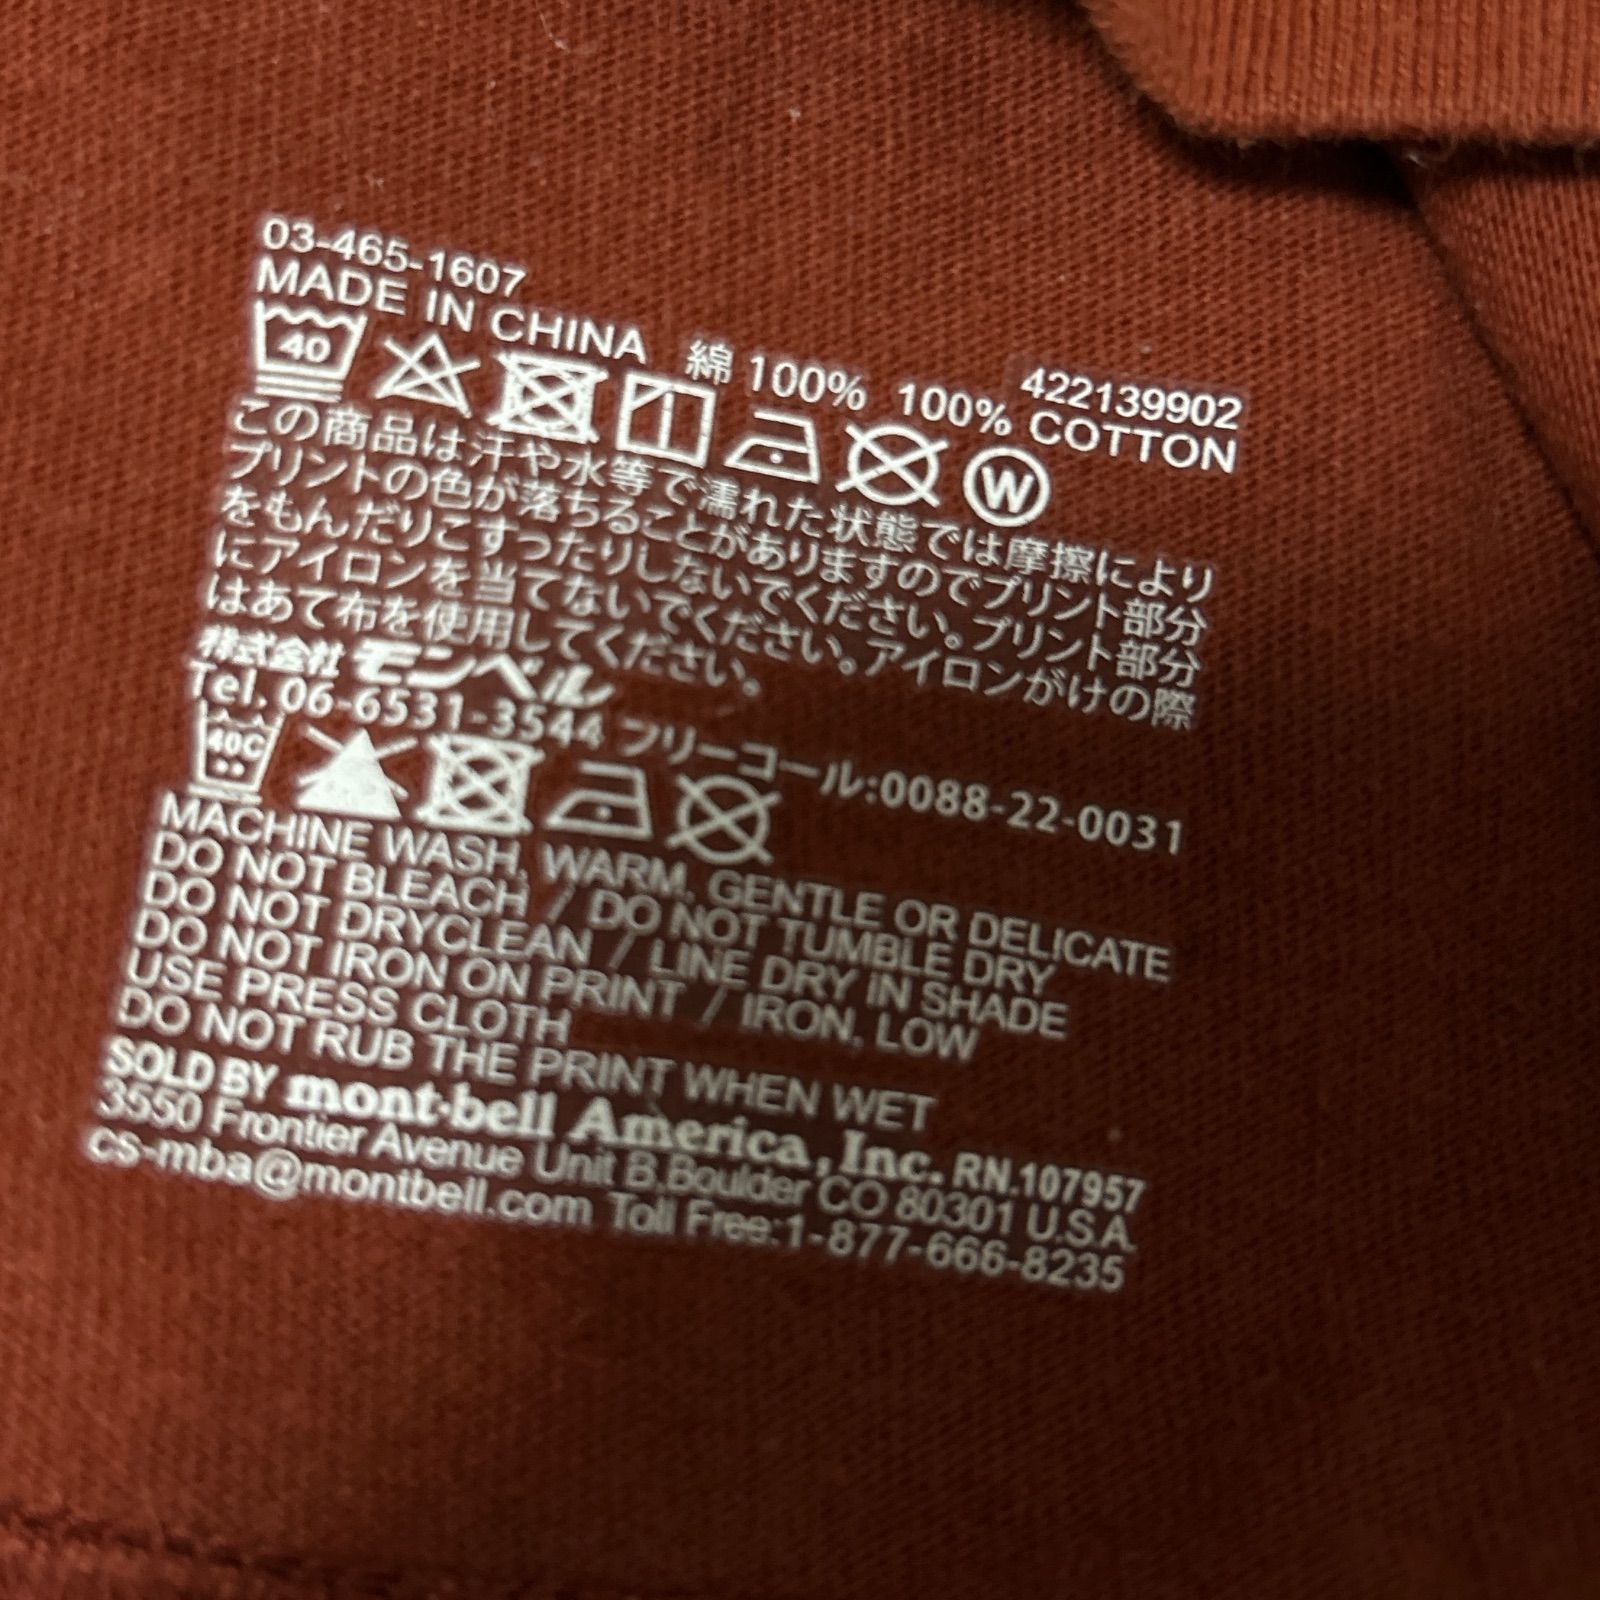 03-465-1607
MADE IN CHINA 綿 100% 100% COTTON
422139902
40 W
この商品は汗や水等で濡れた状態では摩擦により
プリントの色が落ちることがありますのでプリント部分
をもんだりこすったりしないでください。プリント部分
にアイロンを当てないでください。アイロンがけの際
はあて布を使用してください。
株式会社 モンベル
Tel. 06-6531-3544 フリーコール:0088-22-0031
40C
MACHINE WASH, WARM, GENTLE OR DELICATE
DO NOT BLEACH / DO NOT TUMBLE DRY
DO NOT DRYCLEAN / LINE DRY IN SHADE
DO NOT IRON ON PRINT / IRON, LOW
USE PRESS CLOTH
DO NOT RUB THE PRINT WHEN WET
SOLD BY mont-bell America, Inc. RN.107957
3550 Frontier Avenue Unit B,Boulder CO 80301 U.S.A.
cs-mba@montbell.com Toll Free:1-877-666-8235